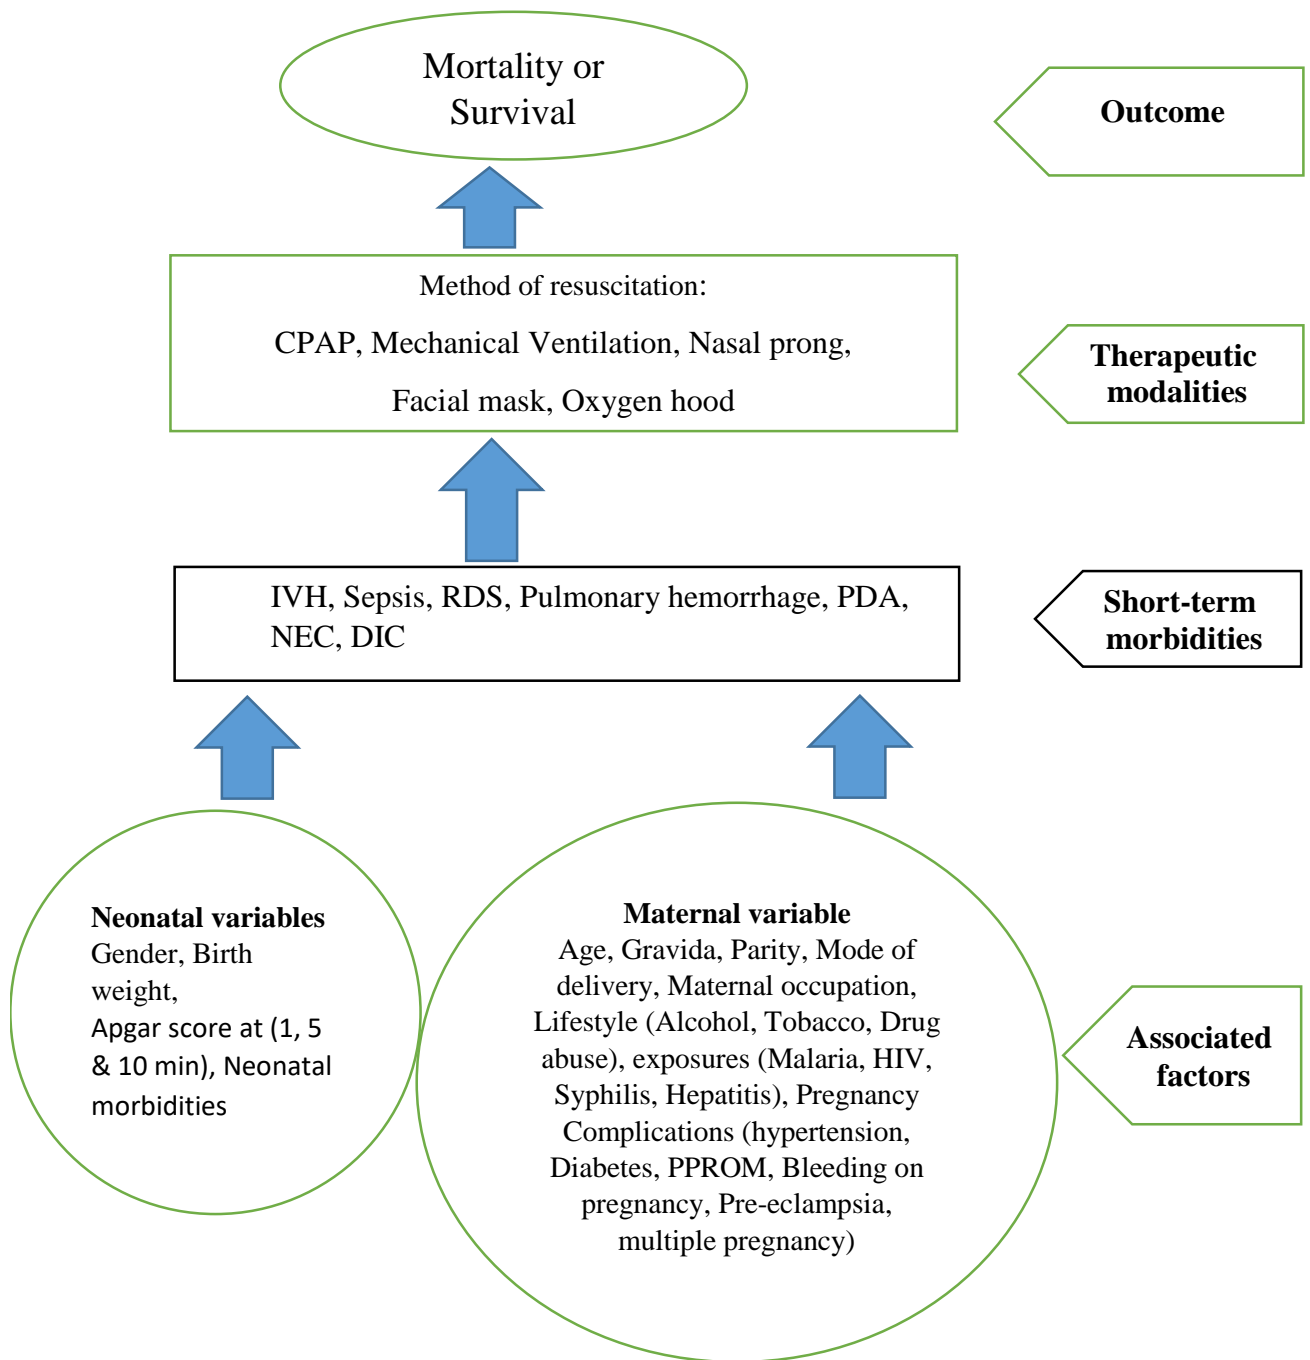 Mortality or
Survival
Outcome
Method of resuscitation:
CPAP, Mechanical Ventilation, Nasal prong,
Facial mask, Oxygen hood
Therapeutic
modalities
IVH, Sepsis, RDS, Pulmonary hemorrhage, PDA,
NEC, DIC
Short-term
morbidities
Neonatal variables
Gender, Birth
weight,
Apgar score at (1, 5
& 10 min), Neonatal
morbidities
Maternal variable
Age, Gravida, Parity, Mode of
delivery, Maternal occupation,
Lifestyle (Alcohol, Tobacco, Drug
abuse), exposures (Malaria, HIV,
Syphilis, Hepatitis), Pregnancy
Complications (hypertension,
Diabetes, PPROM, Bleeding on
pregnancy, Pre-eclampsia,
multiple pregnancy)
Associated
factors